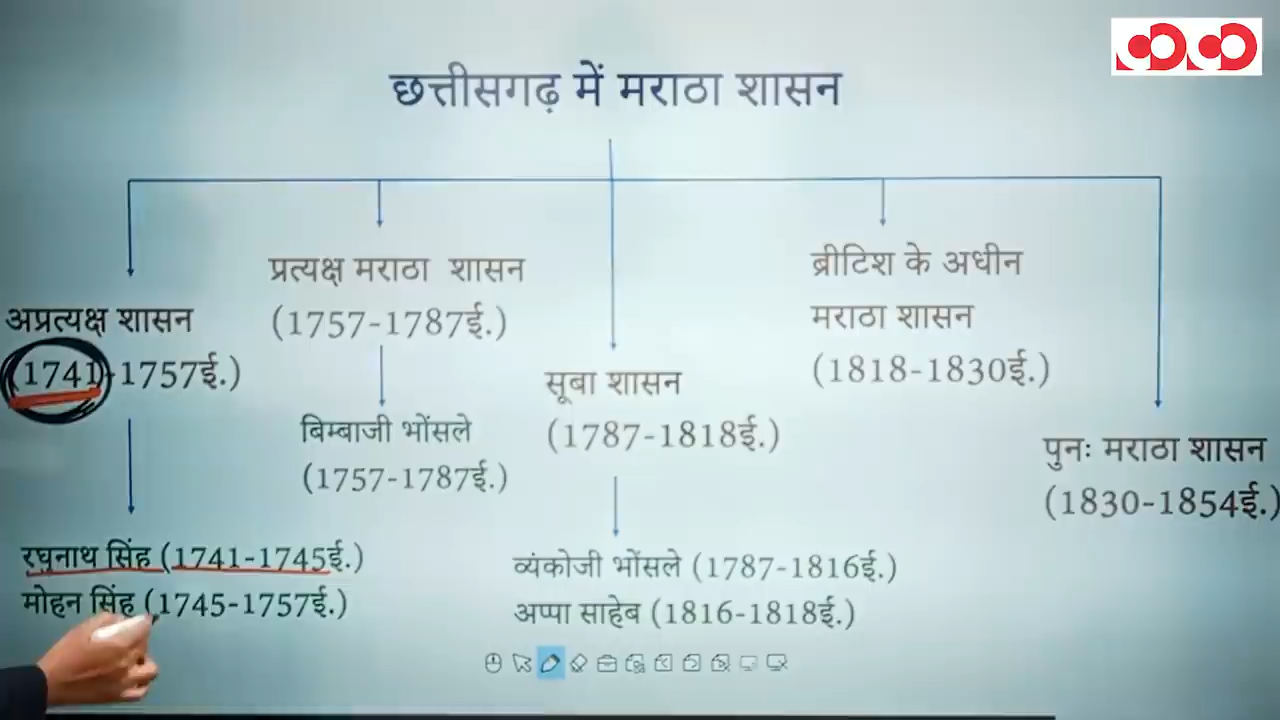 छत्तीसगढ़ में मराठा शासन
अप्रत्यक्ष शासन
(1741-1757ई.)
रघुनाथ सिंह (1741-1745ई.)
मोहन सिंह (1745-1757ई.)
प्रत्यक्ष मराठा शासन
(1757-1787ई.)
बिम्बाजी भोंसले
(1757-1787ई.)
सूबा शासन
(1787-1818ई.)
व्यंकोजी भोंसले (1787-1816ई.)
अप्पा साहेब (1816-1818ई.)
ब्रीटिश के अधीन
मराठा शासन
(1818-1830ई.)
पुनः मराठा शासन
(1830-1854ई.)